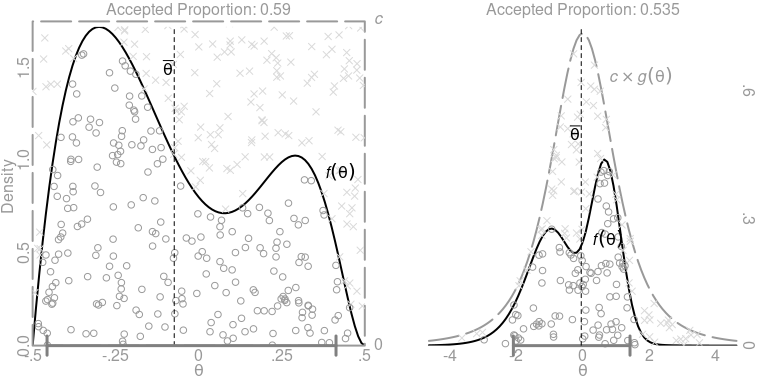 Accepted Proportion: 0.59
c
θ̄
f(θ)
Density
0.0 0.5 1.0 1.5
0
-.5 -.25 0 .25 .5
θ
Accepted Proportion: 0.535
c × g(θ)
θ̄
f(θ)
.6
.3
0
-4 -2 0 2 4
θ